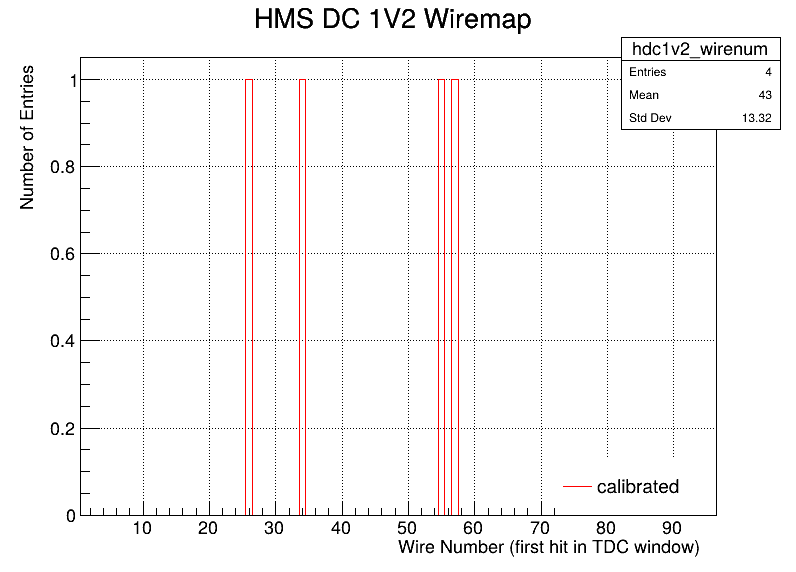 HMS DC 1V2 Wiremap
hdc1v2_wirenum
Entries 4
Mean 43
Std Dev 13.32
Number of Entries
1
0.8
0.6
0.4
0.2
0
calibrated
10 20 30 40 50 60 70 80 90
Wire Number (first hit in TDC window)